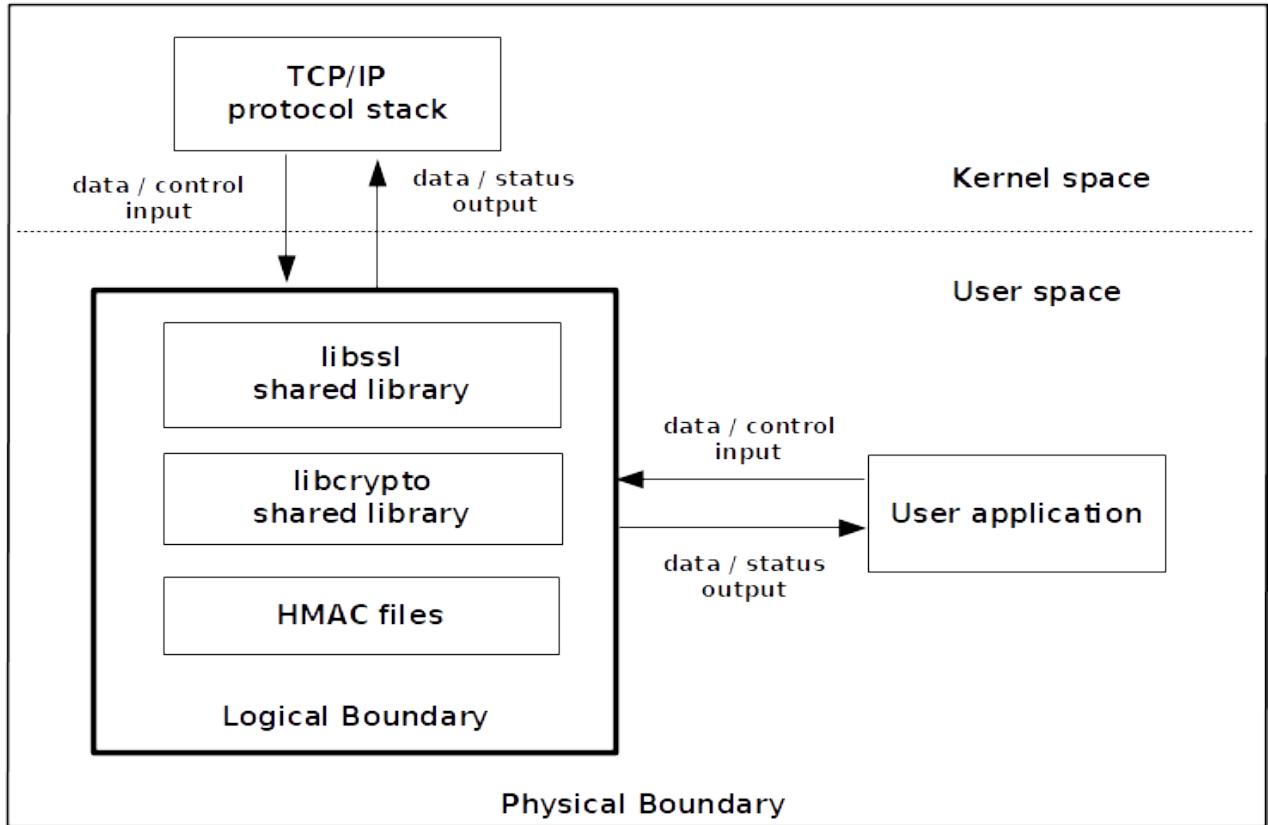 TCP/IP
protocol stack
data / control
input
data / status
output
Kernel space
User space
libssl
shared library
data / control
input
libcrypto
shared library
User application
data / status
output
HMAC files
Logical Boundary
Physical Boundary